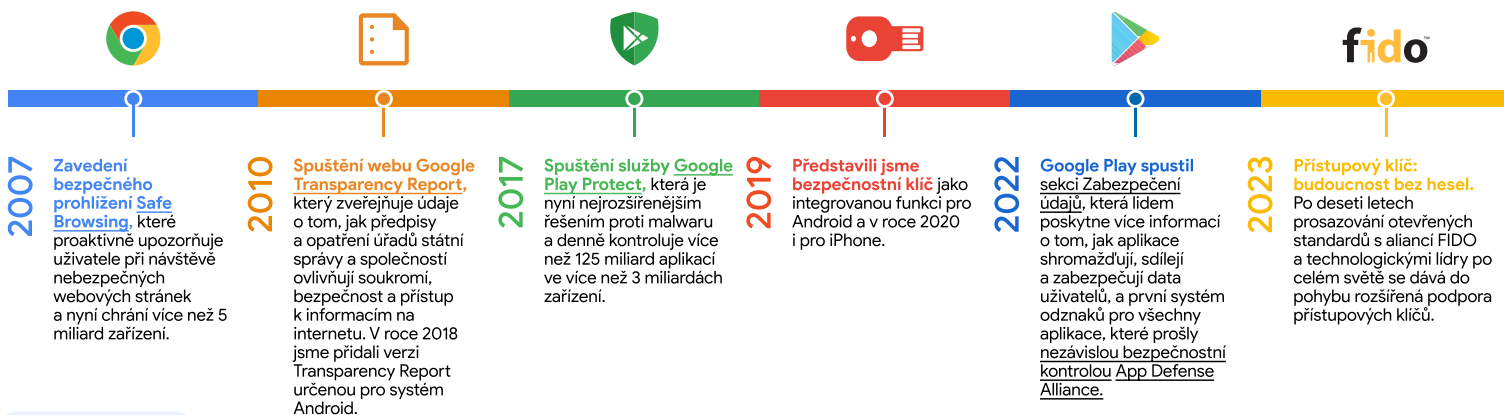 fido™
2007
Zavedení
bezpečného
prohlížení Safe
Browsing, které
proaktivně upozorňuje
uživatele při návštěvě
nebezpečných
webových stránek
a nyní chrání více než 5
miliard zařízení.
2010
Spuštění webu Google
Transparency Report,
který zveřejňuje údaje
o tom, jak předpisy
a opatření úřadů státní
správy a společností
ovlivňují soukromí,
bezpečnost a přístup
k informacím na
internetu. V roce 2018
jsme přidali verzi
Transparency Report
určenou pro systém
Android.
2017
Spuštění služby Google
Play Protect, která je
nyní nejrozšířenějším
řešením proti malwaru
a denně kontroluje více
než 125 miliard aplikací
ve více než 3 miliardách
zařízení.
2019
Představili jsme
bezpečnostní klíč jako
integrovanou funkci pro
Android a v roce 2020
i pro iPhone.
2022
Google Play spustil
sekci Zabezpečení
údajů, která lidem
poskytne více informací
o tom, jak aplikace
shromažďují, sdílejí
a zabezpečují data
uživatelů, a první systém
odznaků pro všechny
aplikace, které prošly
nezávislou bezpečnostní
kontrolou App Defense
Alliance.
2023
Přístupový klíč:
budoucnost bez hesel.
Po deseti letech
prosazování otevřených
standardů s aliancí FIDO
a technologickými lídry po
celém světě se dává do
pohybu rozšířená podpora
přístupových klíčů.